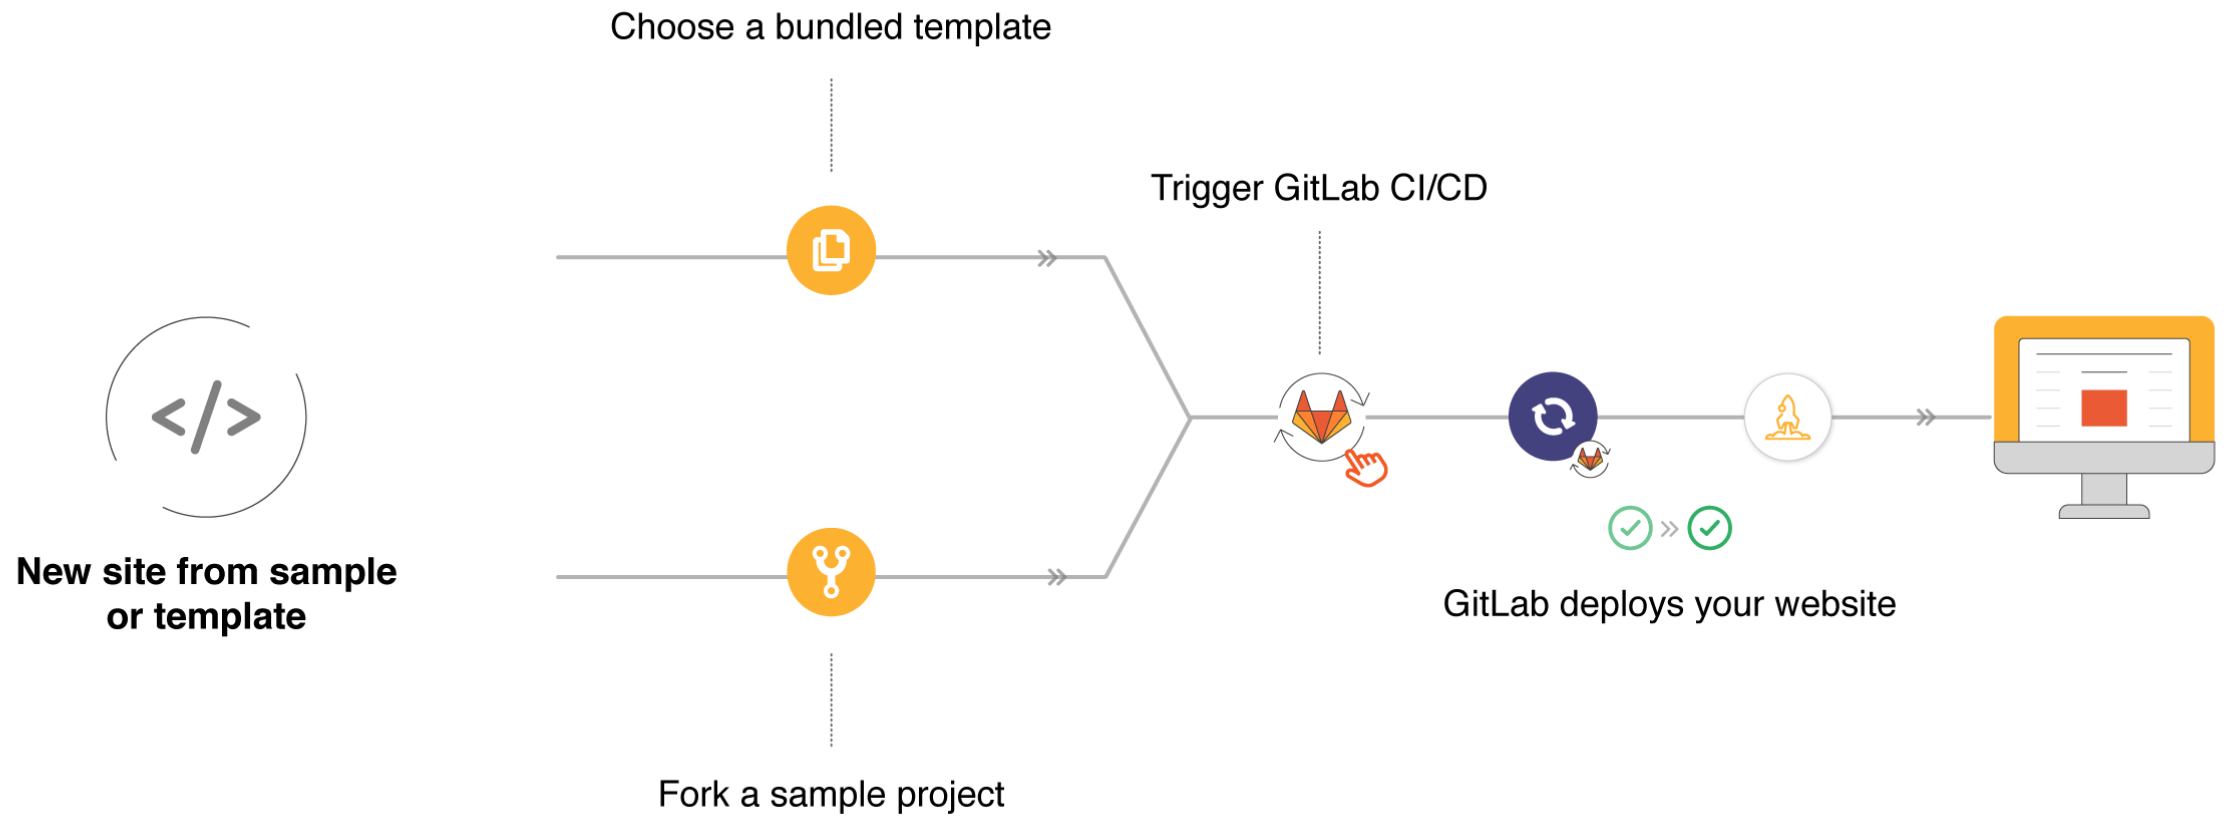 Choose a bundled template
Trigger GitLab CI/CD
</>
New site from sample
or template
GitLab deploys your website
Fork a sample project